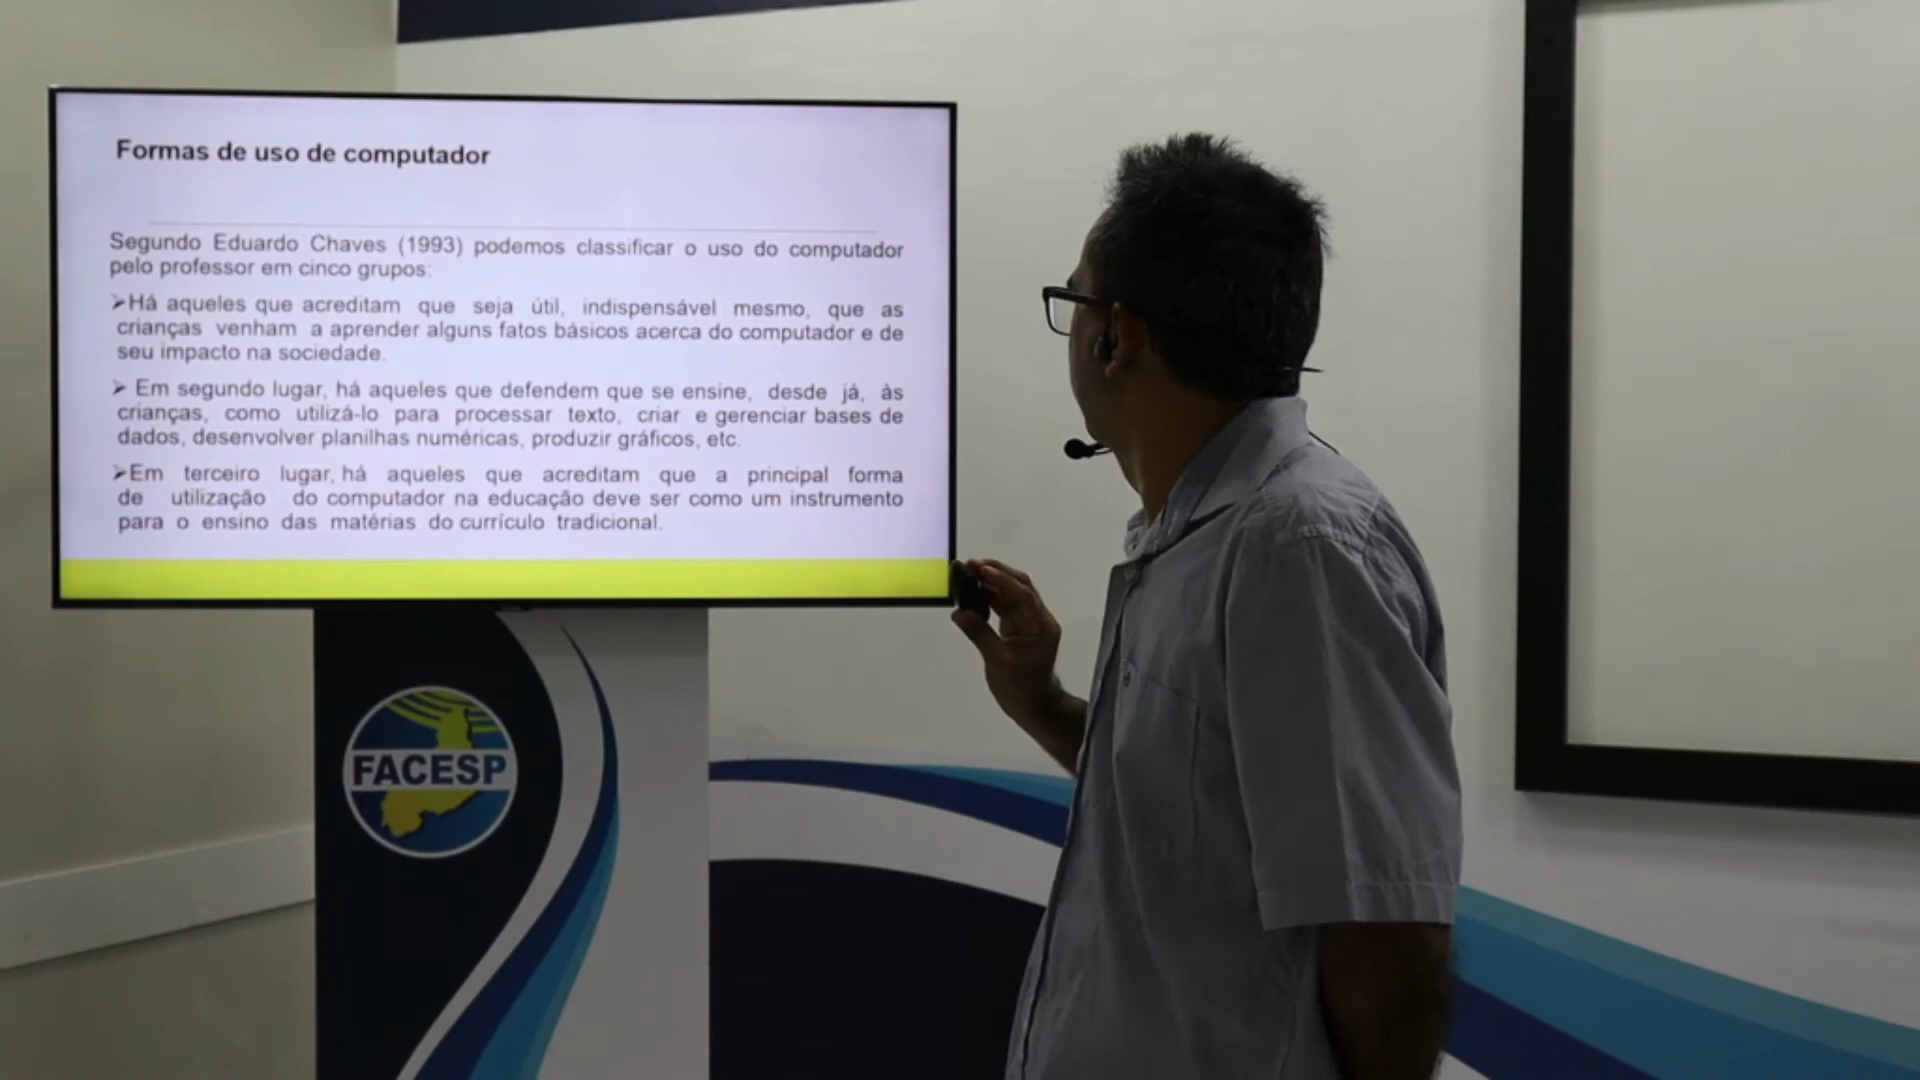 Formas de uso de computador
Segundo Eduardo Chaves (1993) podemos classificar o uso do computador
pelo professor em cinco grupos:
➢Há aqueles que acreditam que seja útil, indispensável mesmo, que as
crianças venham a aprender alguns fatos básicos acerca do computador e de
seu impacto na sociedade.
➢ Em segundo lugar, há aqueles que defendem que se ensine, desde já, às
crianças, como utilizá-lo para processar texto, criar e gerenciar bases de
dados, desenvolver planilhas numéricas, produzir gráficos, etc.
➢Em terceiro lugar, há aqueles que acreditam que a principal forma
de utilização do computador na educação deve ser como um instrumento
para o ensino das matérias do currículo tradicional.
FACESP